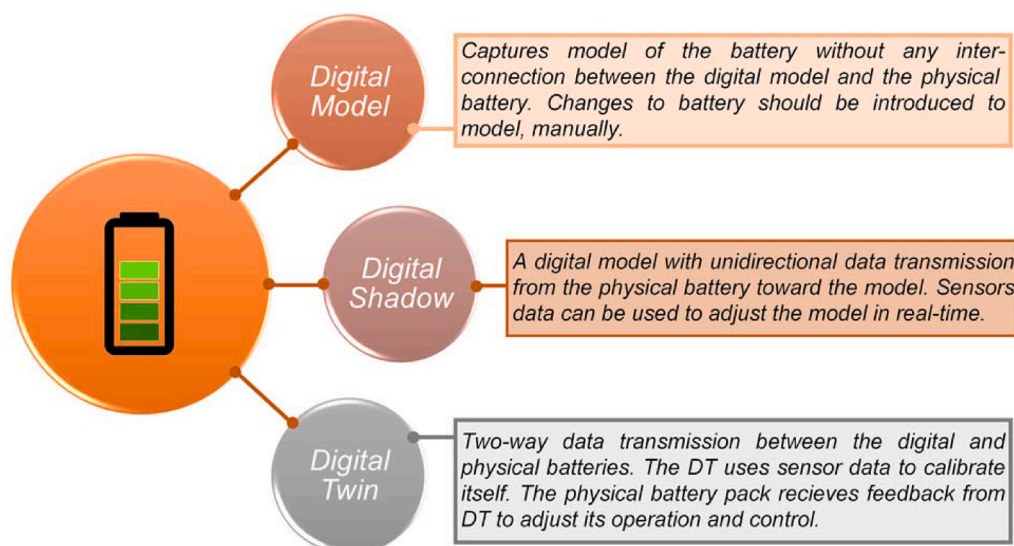 Digital
Model
Captures model of the battery without any inter-
connection between the digital model and the physical
battery. Changes to battery should be introduced to
model, manually.
Digital
Shadow
A digital model with unidirectional data transmission
from the physical battery toward the model. Sensors
data can be used to adjust the model in real-time.
Digital
Twin
Two-way data transmission between the digital and
physical batteries. The DT uses sensor data to calibrate
itself. The physical battery pack recieves feedback from
DT to adjust its operation and control.